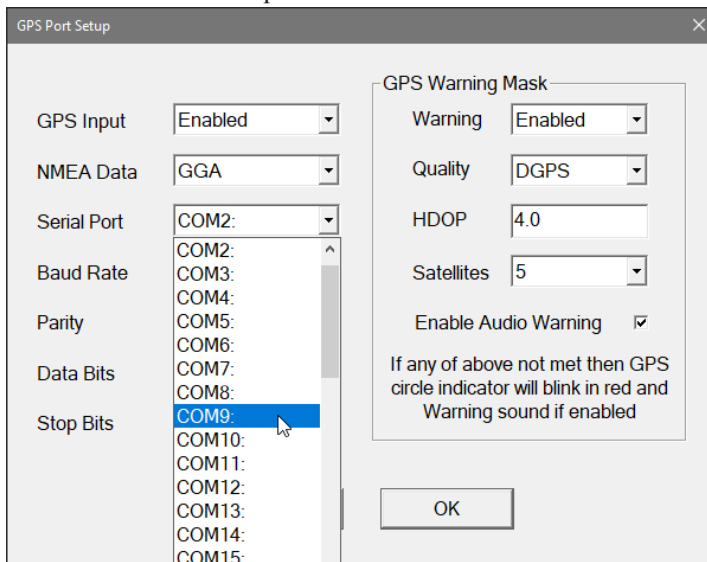 GPS Port Setup
GPS Input
Enabled
NMEA Data
GGA
Serial Port
COM2:
COM2:
COM3:
COM4:
COM5:
COM6:
COM7:
COM8:
COM9:
COM10:
COM11:
COM12:
COM13:
COM14:
COM15:
Baud Rate
Parity
Data Bits
Stop Bits
GPS Warning Mask
Warning
Enabled
Quality
DGPS
HDOP
4.0
Satellites
5
Enable Audio Warning
If any of above not met then GPS
circle indicator will blink in red and
Warning sound if enabled
OK